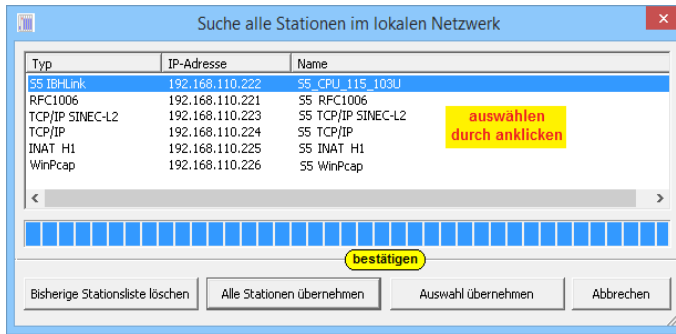 Suche alle Stationen im lokalen Netzwerk
Typ IP-Adresse Name
S5 IBHLink 192.168.110.222 S5_CPU_115_103U
RFC1006 192.168.110.221 S5 RFC1006
TCP/IP SINEC-L2 192.168.110.223 S5 TCP/IP SINEC-L2
TCP/IP 192.168.110.224 S5 TCP/IP
INAT H1 192.168.110.225 S5 INAT H1
WinPcap 192.168.110.226 S5 WinPcap
auswählen
durch anklicken
bestätigen
Bisherige Stationsliste löschen Alle Stationen übernehmen Auswahl übernehmen Abbrechen